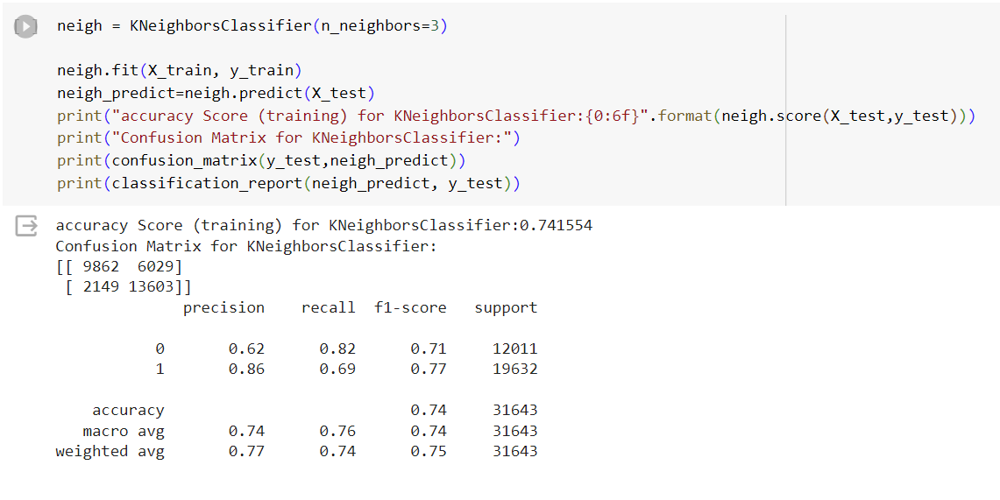 neigh = KNeighborsClassifier(n_neighbors=3)
neigh.fit(X_train, y_train)
neigh_predict=neigh.predict(X_test)
print("accuracy Score (training) for KNeighborsClassifier:{0:6f}".format(neigh.score(X_test,y_test)))
print("Confusion Matrix for KNeighborsClassifier:")
print(confusion_matrix(y_test,neigh_predict))
print(classification_report(neigh_predict, y_test))
accuracy Score (training) for KNeighborsClassifier:0.741554
Confusion Matrix for KNeighborsClassifier:
[[ 9862  6029]
 [ 2149 13603]]
              precision    recall  f1-score   support
           0       0.62      0.82      0.71     12011
           1       0.86      0.69      0.77     19632
    accuracy                           0.74     31643
   macro avg       0.74      0.76      0.74     31643
weighted avg       0.77      0.74      0.75     31643